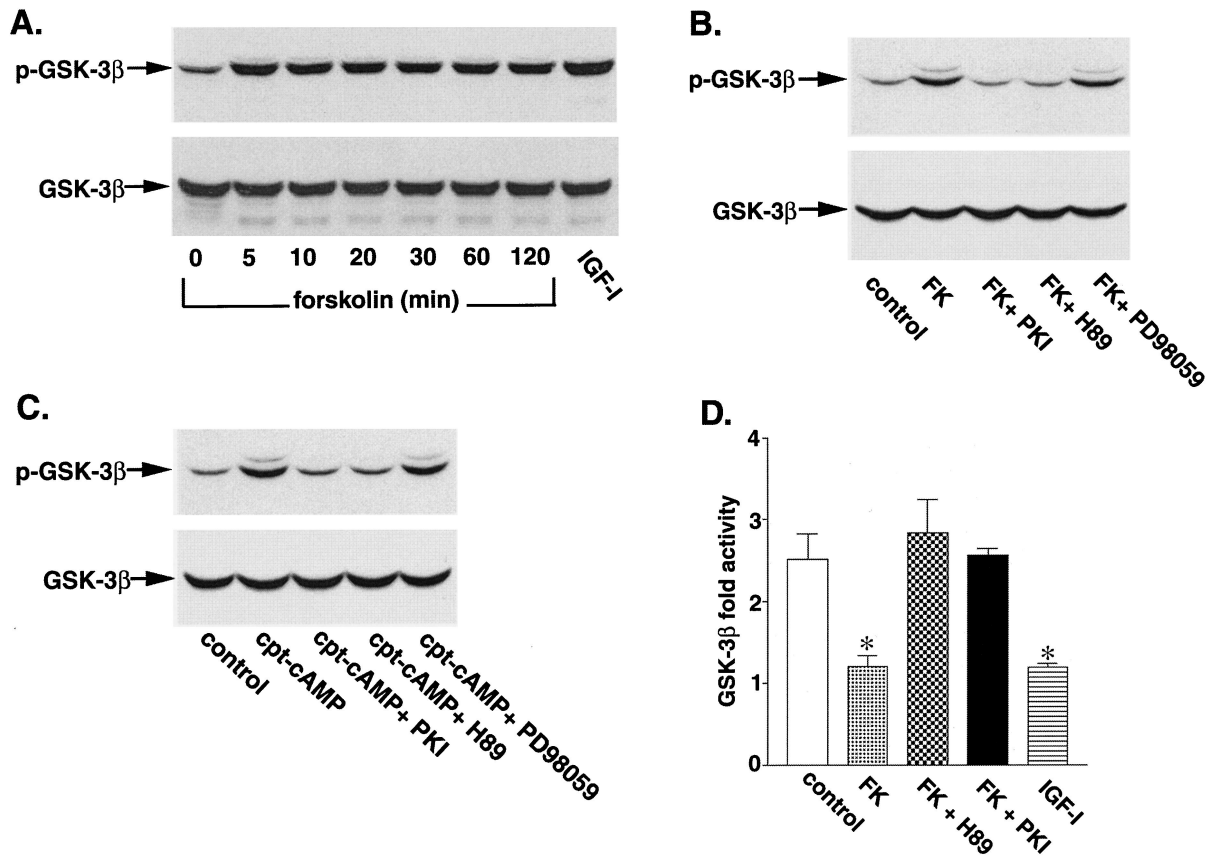 A.
p-GSK-3β
GSK-3β
0 5 10 20 30 60 120 IGF-I
forskolin (min)
B.
p-GSK-3β
GSK-3β
control
FK
FK+ PKI
FK+ H89
FK+ PD98059
C.
p-GSK-3β
GSK-3β
control
cpt-cAMP
cpt-cAMP+ PKI
cpt-cAMP+ H89
cpt-cAMP+ PD98059
D.
GSK-3β fold activity
4
3
2
1
0
* *
control
FK
FK + H89
FK + PKI
IGF-I